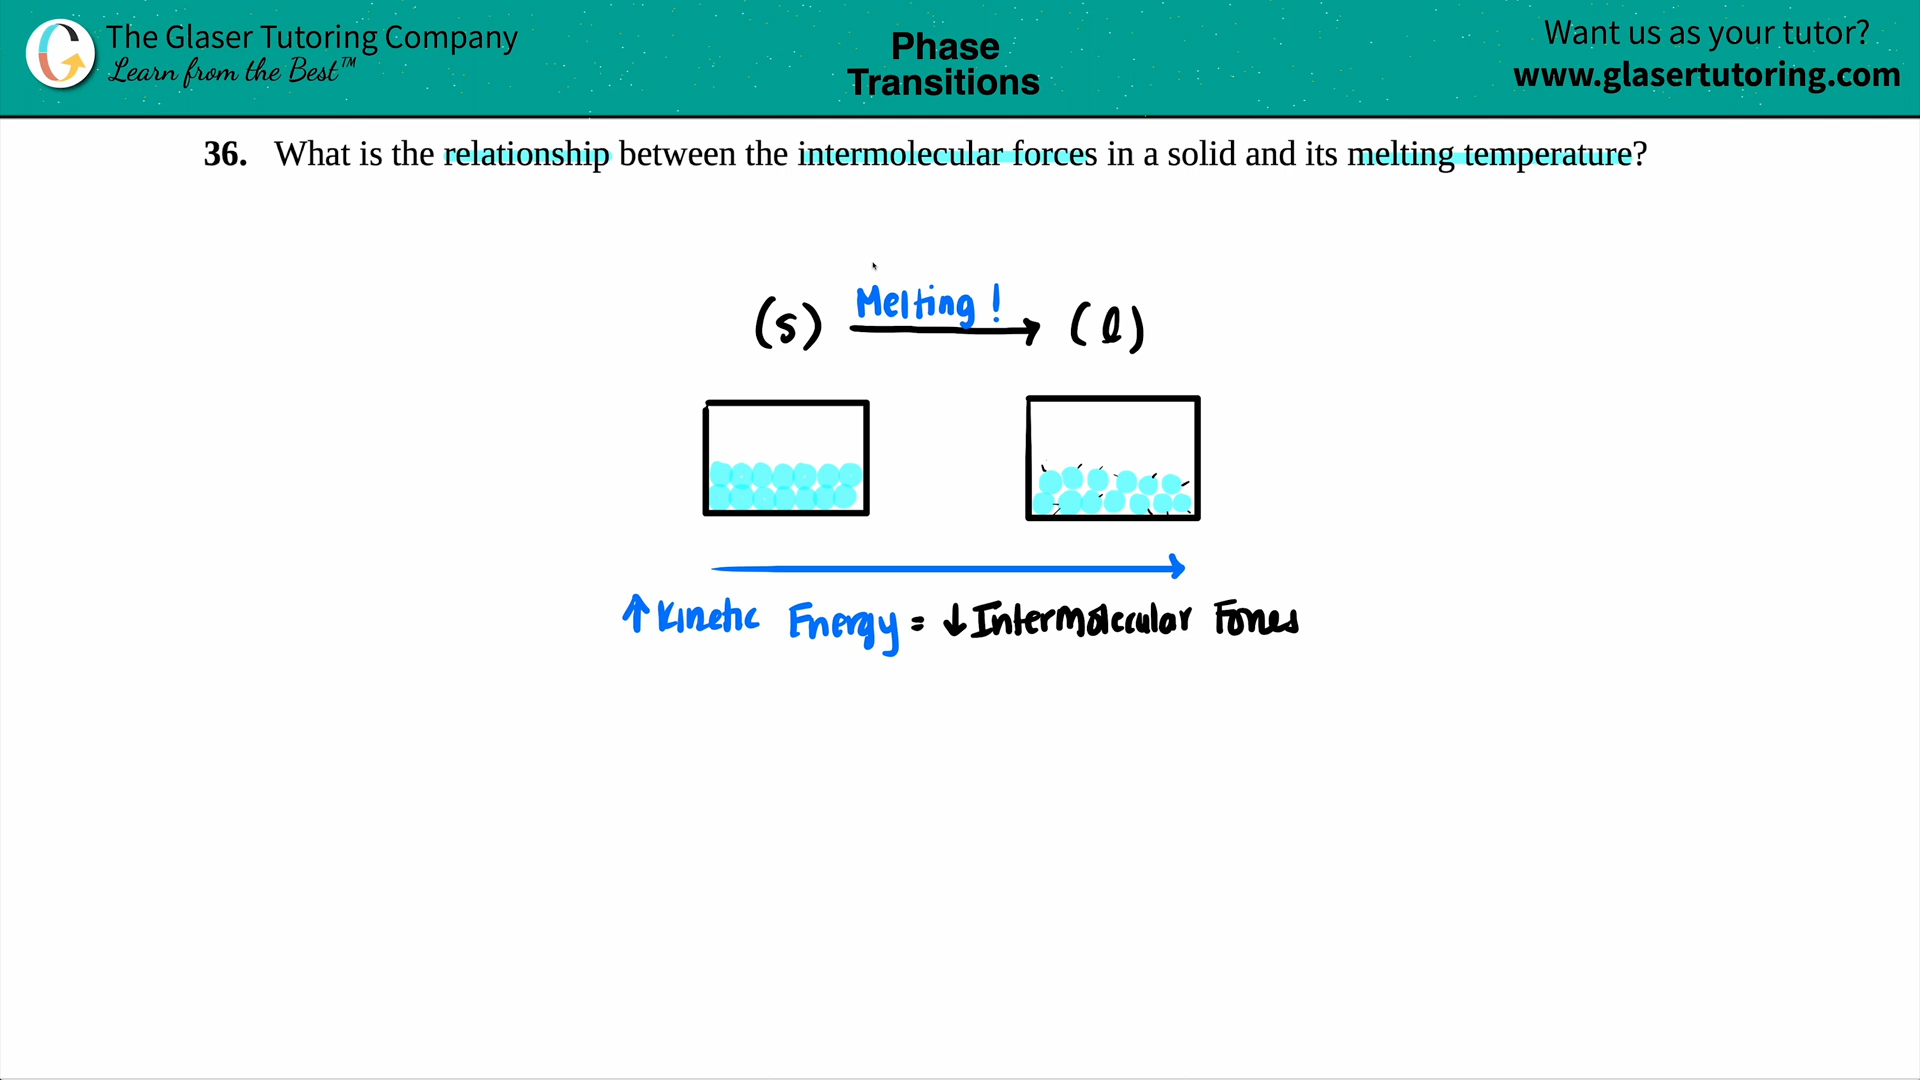 The Glaser Tutoring Company
Learn from the Best™
Phase
Transitions
Want us as your tutor?
www.glasertutoring.com
36. What is the relationship between the intermolecular forces in a solid and its melting temperature?
Melting!
(s) (l)
↑ Kinetic Energy = ↓ Intermolecular Forces